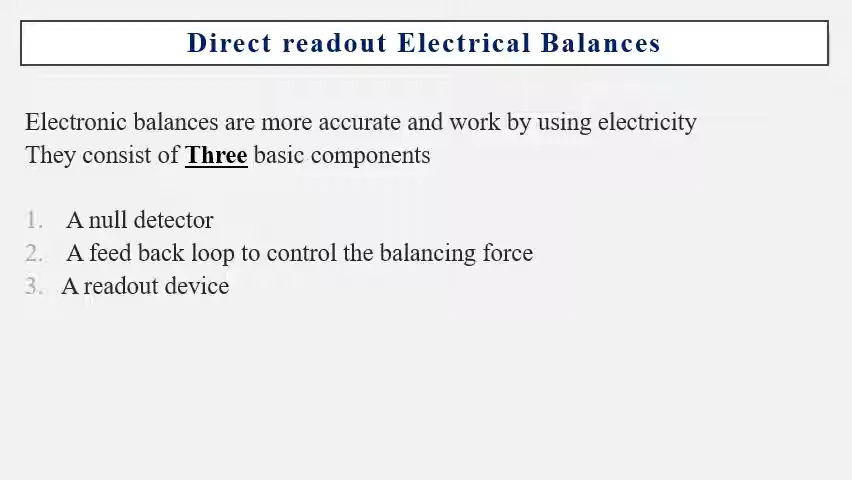 Direct readout Electrical Balances
Electronic balances are more accurate and work by using electricity
They consist of Three basic components
1. A null detector
2. A feed back loop to control the balancing force
3. A readout device